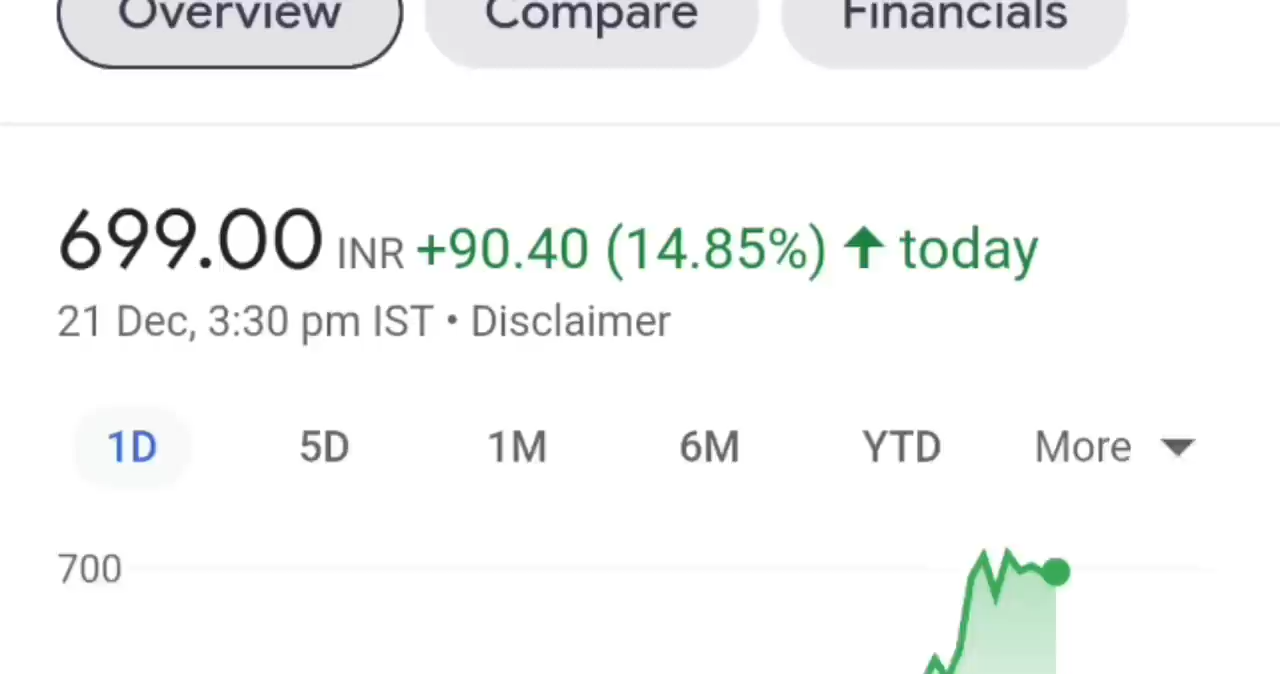 Overview Compare Financials
699.00 INR +90.40 (14.85%) ↑ today
21 Dec, 3:30 pm IST • Disclaimer
1D 5D 1M 6M YTD More
700